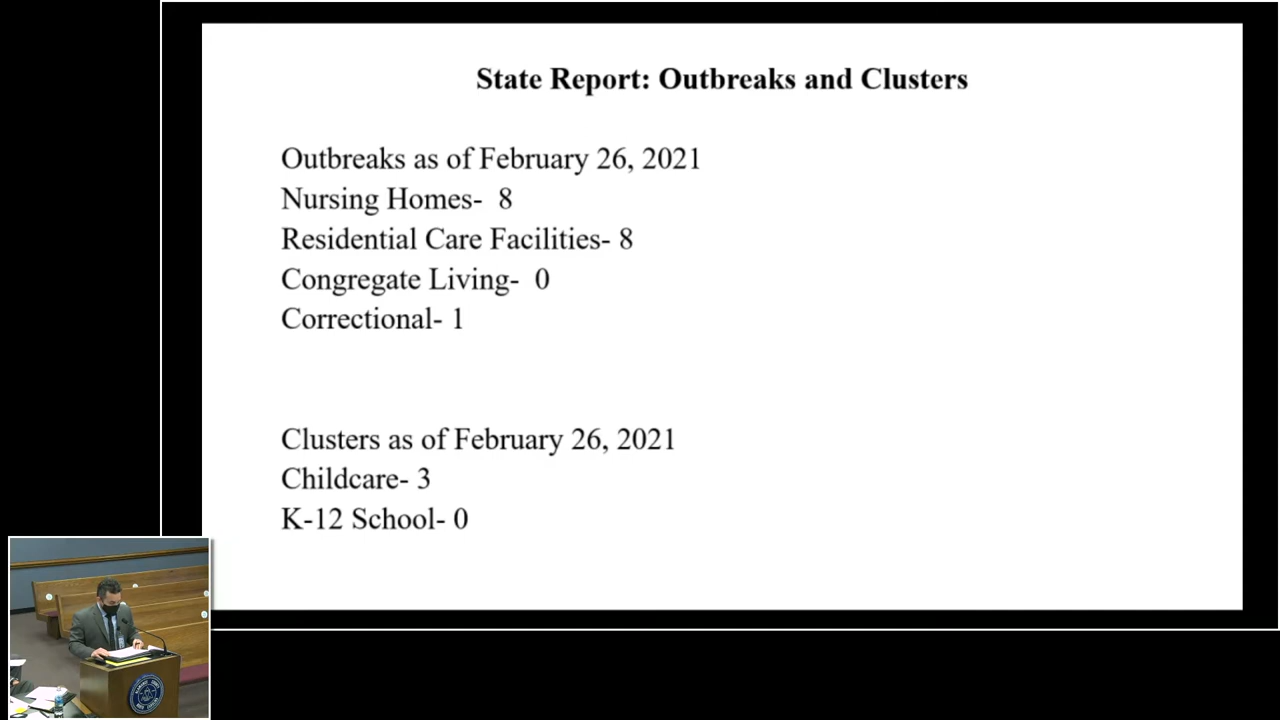 State Report: Outbreaks and Clusters
Outbreaks as of February 26, 2021
Nursing Homes-  8
Residential Care Facilities- 8
Congregate Living-  0
Correctional- 1
Clusters as of February 26, 2021
Childcare- 3
K-12 School- 0